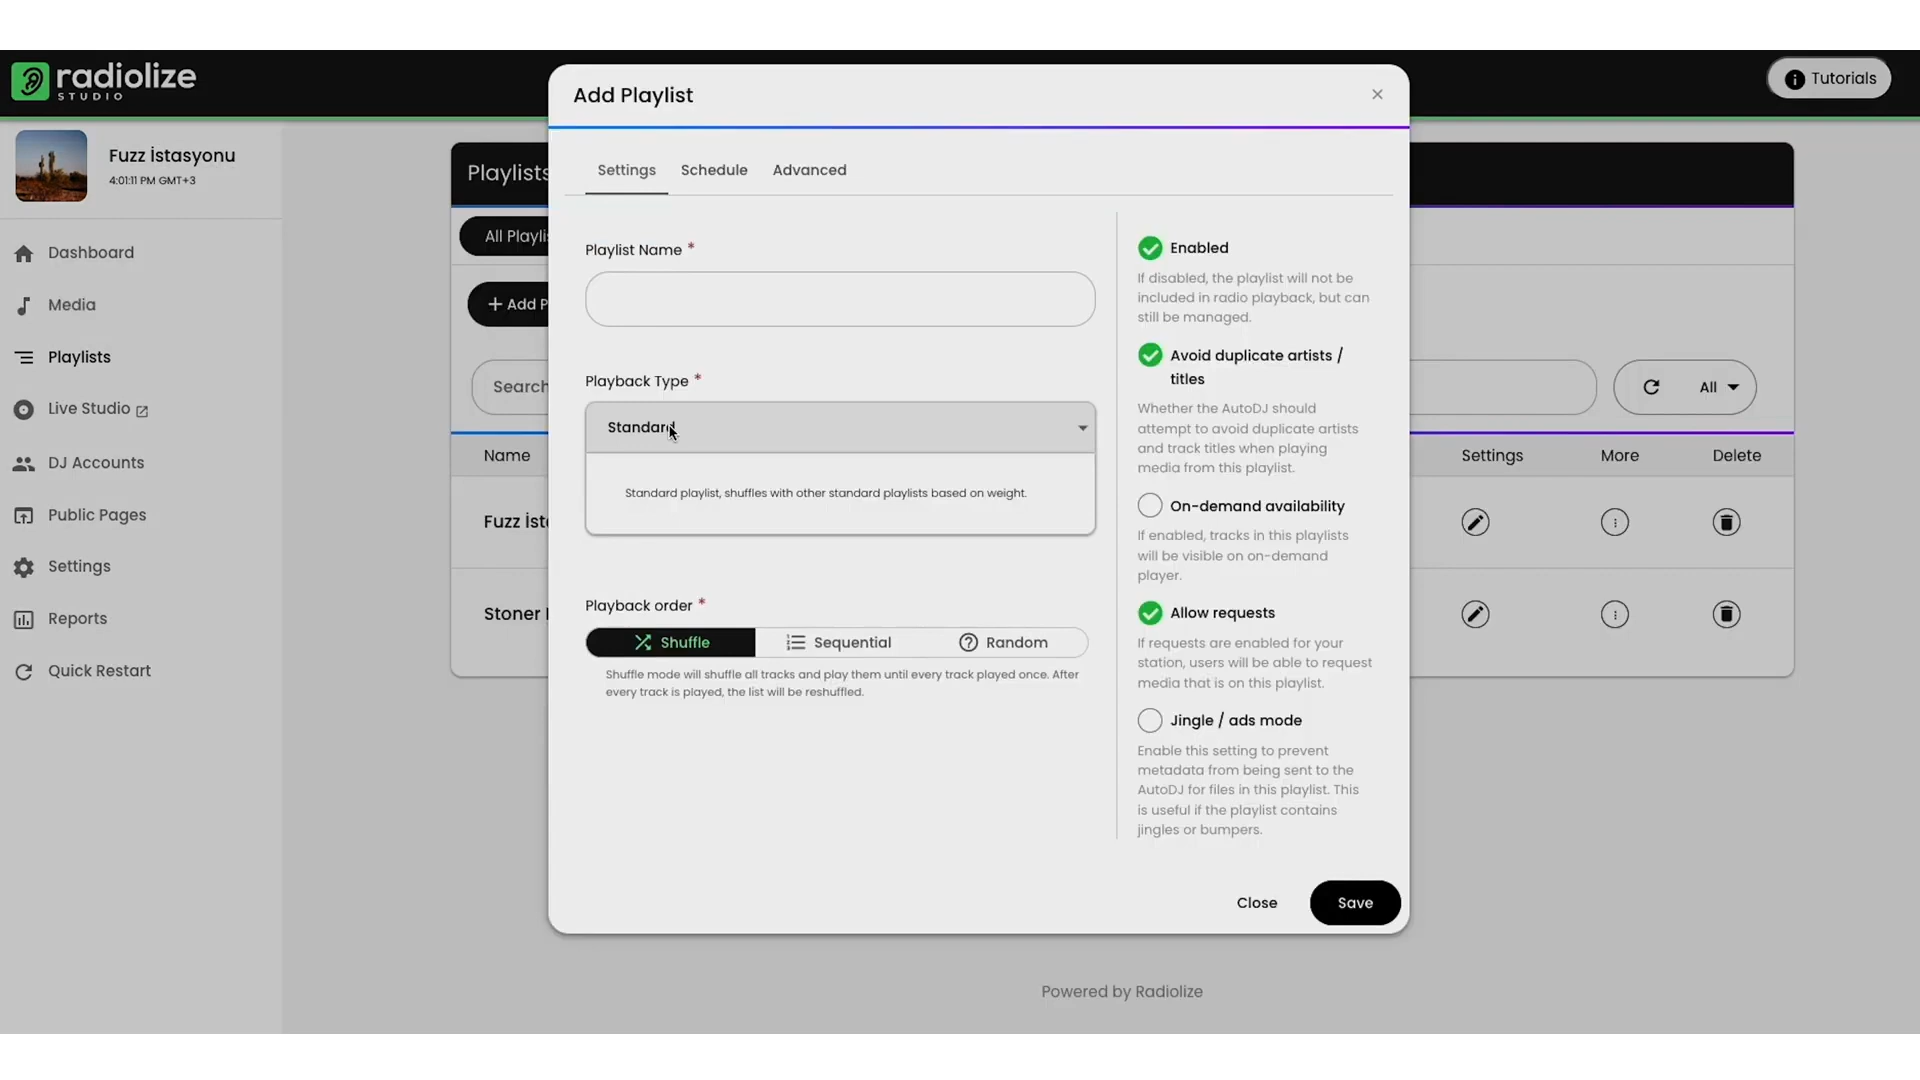 radiolize
STUDIO
Tutorials
Fuzz İstasyonu
4:01:11 PM GMT+3
Dashboard
Media
Playlists
Live Studio
DJ Accounts
Public Pages
Settings
Reports
Quick Restart
Playlists
All Playli
+ Add P
Search
All
Name
Settings
More
Delete
Fuzz İst
Stoner
Add Playlist
×
Settings
Schedule
Advanced
Playlist Name *
Playback Type *
Standard
Standard playlist, shuffles with other standard playlists based on weight.
Playback order *
Shuffle
Sequential
Random
Shuffle mode will shuffle all tracks and play them until every track played once. After
every track is played, the list will be reshuffled.
Enabled
If disabled, the playlist will not be
included in radio playback, but can
still be managed.
Avoid duplicate artists /
titles
Whether the AutoDJ should
attempt to avoid duplicate artists
and track titles when playing
media from this playlist.
On-demand availability
If enabled, tracks in this playlists
will be visible on on-demand
player.
Allow requests
If requests are enabled for your
station, users will be able to request
media that is on this playlist.
Jingle / ads mode
Enable this setting to prevent
metadata from being sent to the
AutoDJ for files in this playlist. This
is useful if the playlist contains
jingles or bumpers.
Close
Save
Powered by Radiolize